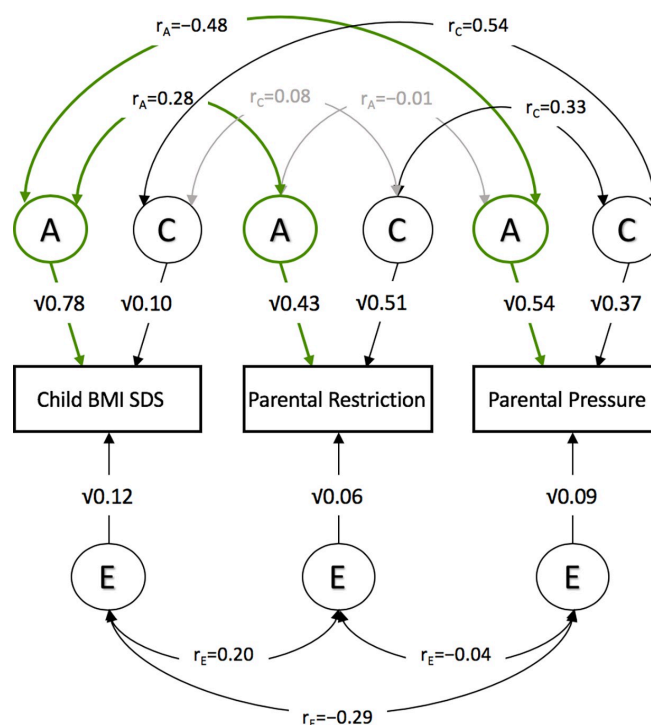 rA=−0.48
rC=0.54
rA=0.28
rC=0.08
rA=−0.01
rC=0.33
A
C
A
C
A
C
√0.78
√0.10
√0.43
√0.51
√0.54
√0.37
Child BMI SDS
Parental Restriction
Parental Pressure
√0.12
√0.06
√0.09
E
E
E
rE=0.20
rE=−0.04
rE=−0.29